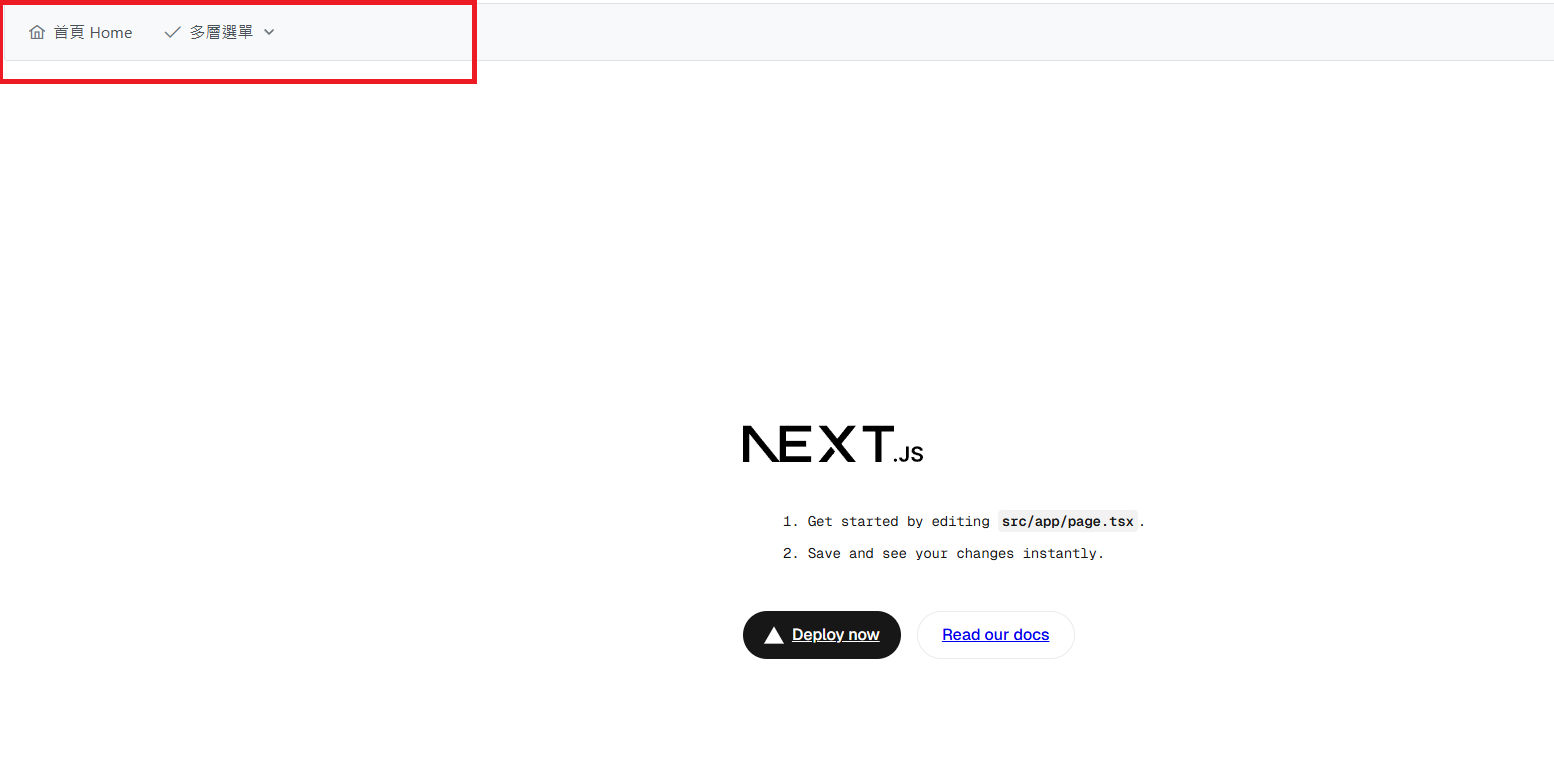 首頁 Home 多層選單
NEXT.JS
1. Get started by editing src/app/page.tsx.
2. Save and see your changes instantly.
Deploy now Read our docs